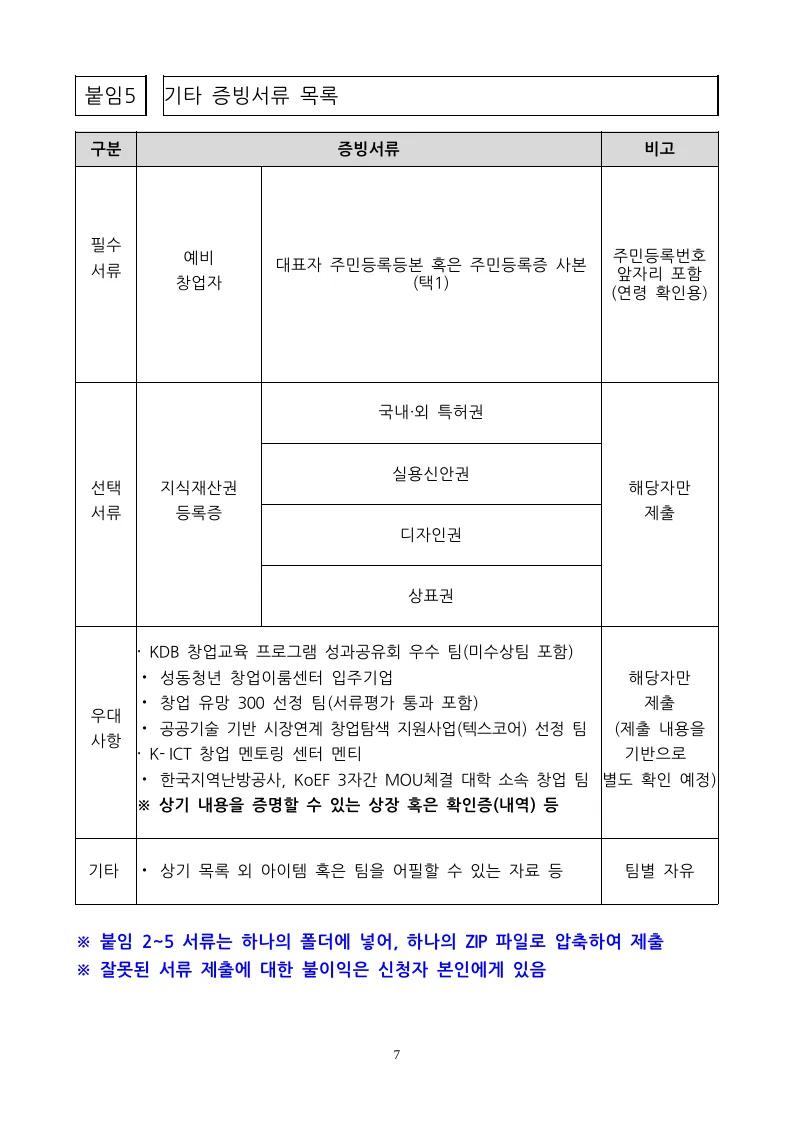 붙임5
기타 증빙서류 목록
구분 증빙서류 비고
필수
서류
예비
창업자
대표자 주민등록등본 혹은 주민등록증 사본
(택1)
주민등록번호
앞자리 포함
(연령 확인용)
선택
서류
지식재산권
등록증
국내·외 특허권
실용신안권
디자인권
상표권
해당자만
제출
우대
사항
· KDB 창업교육 프로그램 성과공유회 우수 팀(미수상팀 포함)
• 성동청년 창업이룸센터 입주기업
• 창업 유망 300 선정 팀(서류평가 통과 포함)
• 공공기술 기반 시장연계 창업탐색 지원사업(텍스코어) 선정 팀
· K-ICT 창업 멘토링 센터 멘티
• 한국지역난방공사, KoEF 3자간 MOU체결 대학 소속 창업 팀
※ 상기 내용을 증명할 수 있는 상장 혹은 확인증(내역) 등
해당자만
제출
(제출 내용을
기반으로
별도 확인 예정)
기타
• 상기 목록 외 아이템 혹은 팀을 어필할 수 있는 자료 등
팀별 자유
※ 붙임 2~5 서류는 하나의 폴더에 넣어, 하나의 ZIP 파일로 압축하여 제출
※ 잘못된 서류 제출에 대한 불이익은 신청자 본인에게 있음
7